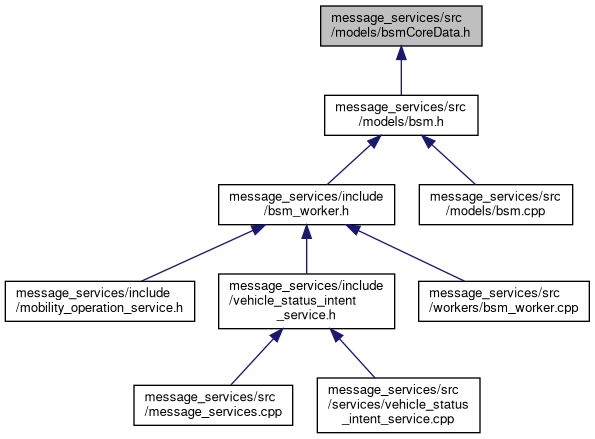 message_services/src
/models/bsmCoreData.h
message_services/src
/models/bsm.h
message_services/include
/bsm_worker.h
message_services/src
/models/bsm.cpp
message_services/include
/mobility_operation_service.h
message_services/include
/vehicle_status_intent
_service.h
message_services/src
/workers/bsm_worker.cpp
message_services/src
/message_services.cpp
message_services/src
/services/vehicle_status
_intent_service.cpp